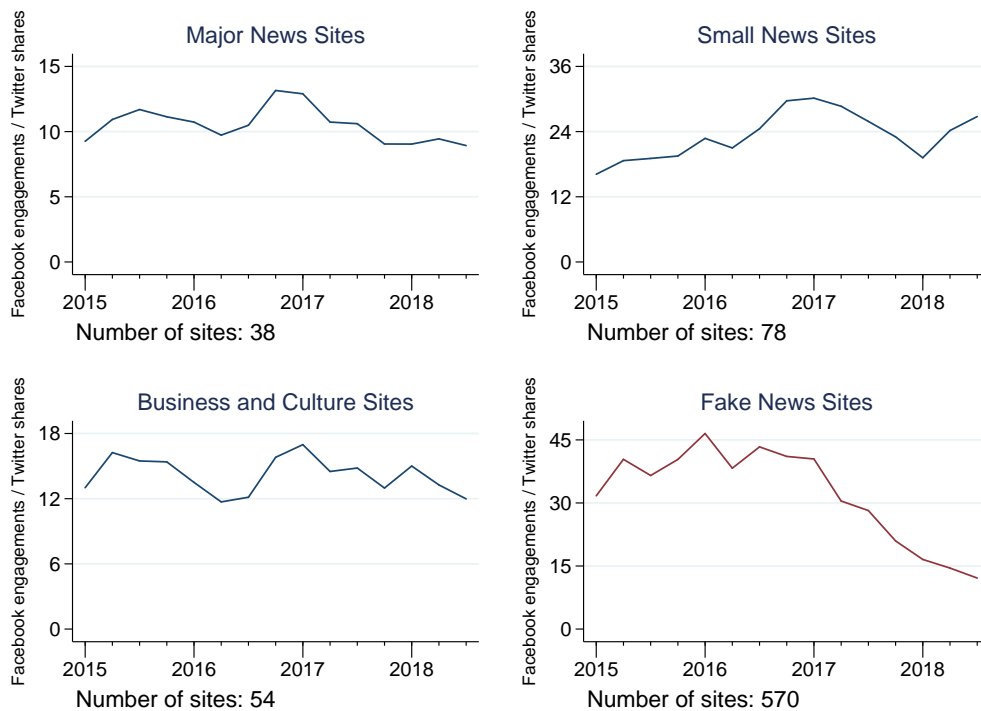 Major News Sites
Facebook engagements / Twitter shares
15
10
5
0
2015 2016 2017 2018
Number of sites: 38
Small News Sites
Facebook engagements / Twitter shares
36
24
12
0
2015 2016 2017 2018
Number of sites: 78
Business and Culture Sites
Facebook engagements / Twitter shares
18
12
6
0
2015 2016 2017 2018
Number of sites: 54
Fake News Sites
Facebook engagements / Twitter shares
45
30
15
0
2015 2016 2017 2018
Number of sites: 570